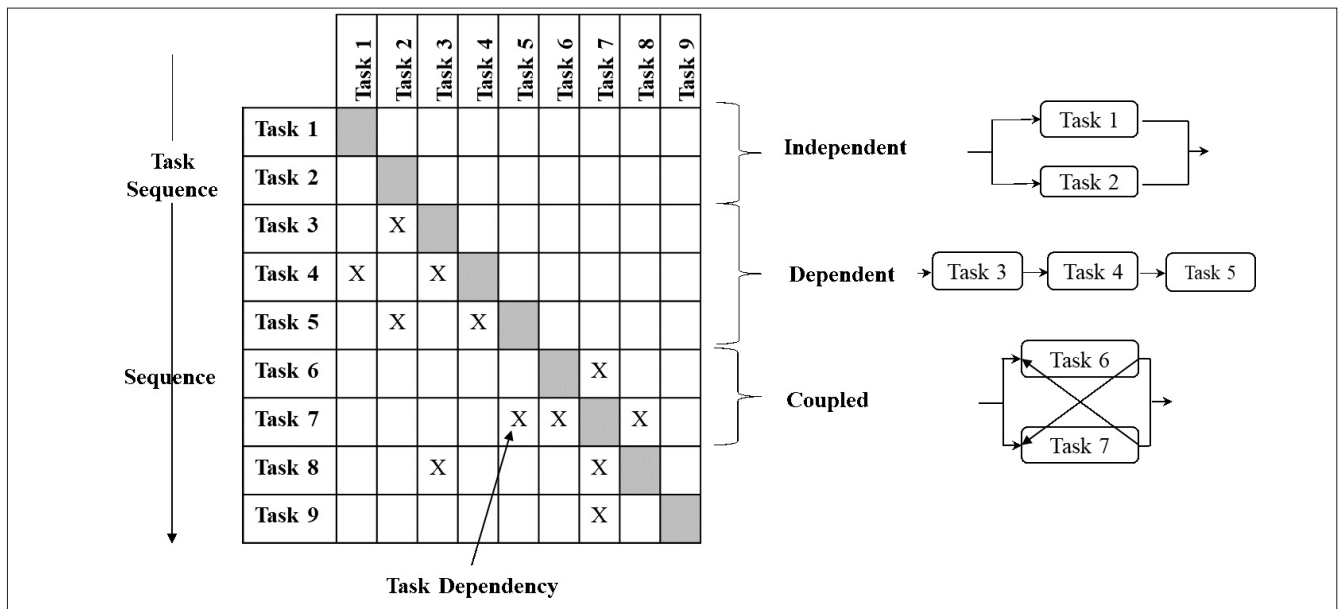 Task 1 Task 2 Task 3 Task 4 Task 5 Task 6 Task 7 Task 8 Task 9
Task 1
Task 2
Task 3 X
Task 4 X X
Task 5 X X
Task 6 X
Task 7 X X X
Task 8 X X
Task 9 X
Task
Sequence
Sequence
Task Dependency
Independent
Task 1
Task 2
Dependent
Task 3 Task 4 Task 5
Coupled
Task 6
Task 7